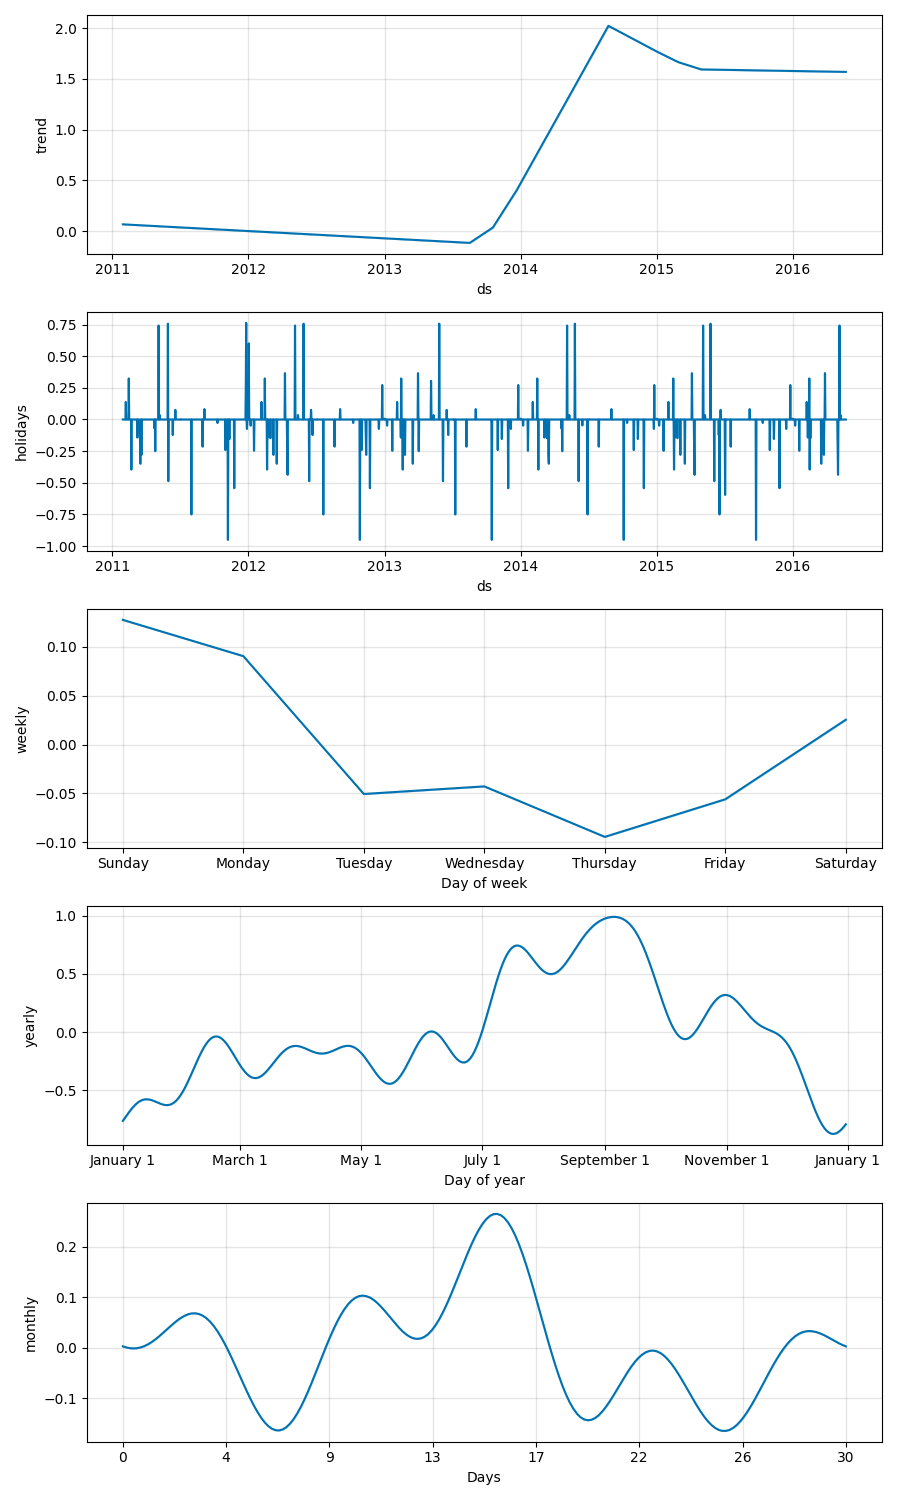 trend
2.0
1.5
1.0
0.5
0.0
2011 2012 2013 2014 2015 2016
ds
holidays
0.75
0.50
0.25
0.00
−0.25
−0.50
−0.75
−1.00
2011 2012 2013 2014 2015 2016
ds
weekly
0.10
0.05
0.00
−0.05
−0.10
Sunday Monday Tuesday Wednesday Thursday Friday Saturday
Day of week
yearly
1.0
0.5
0.0
−0.5
January 1 March 1 May 1 July 1 September 1 November 1 January 1
Day of year
monthly
0.2
0.1
0.0
−0.1
0 4 9 13 17 22 26 30
Days